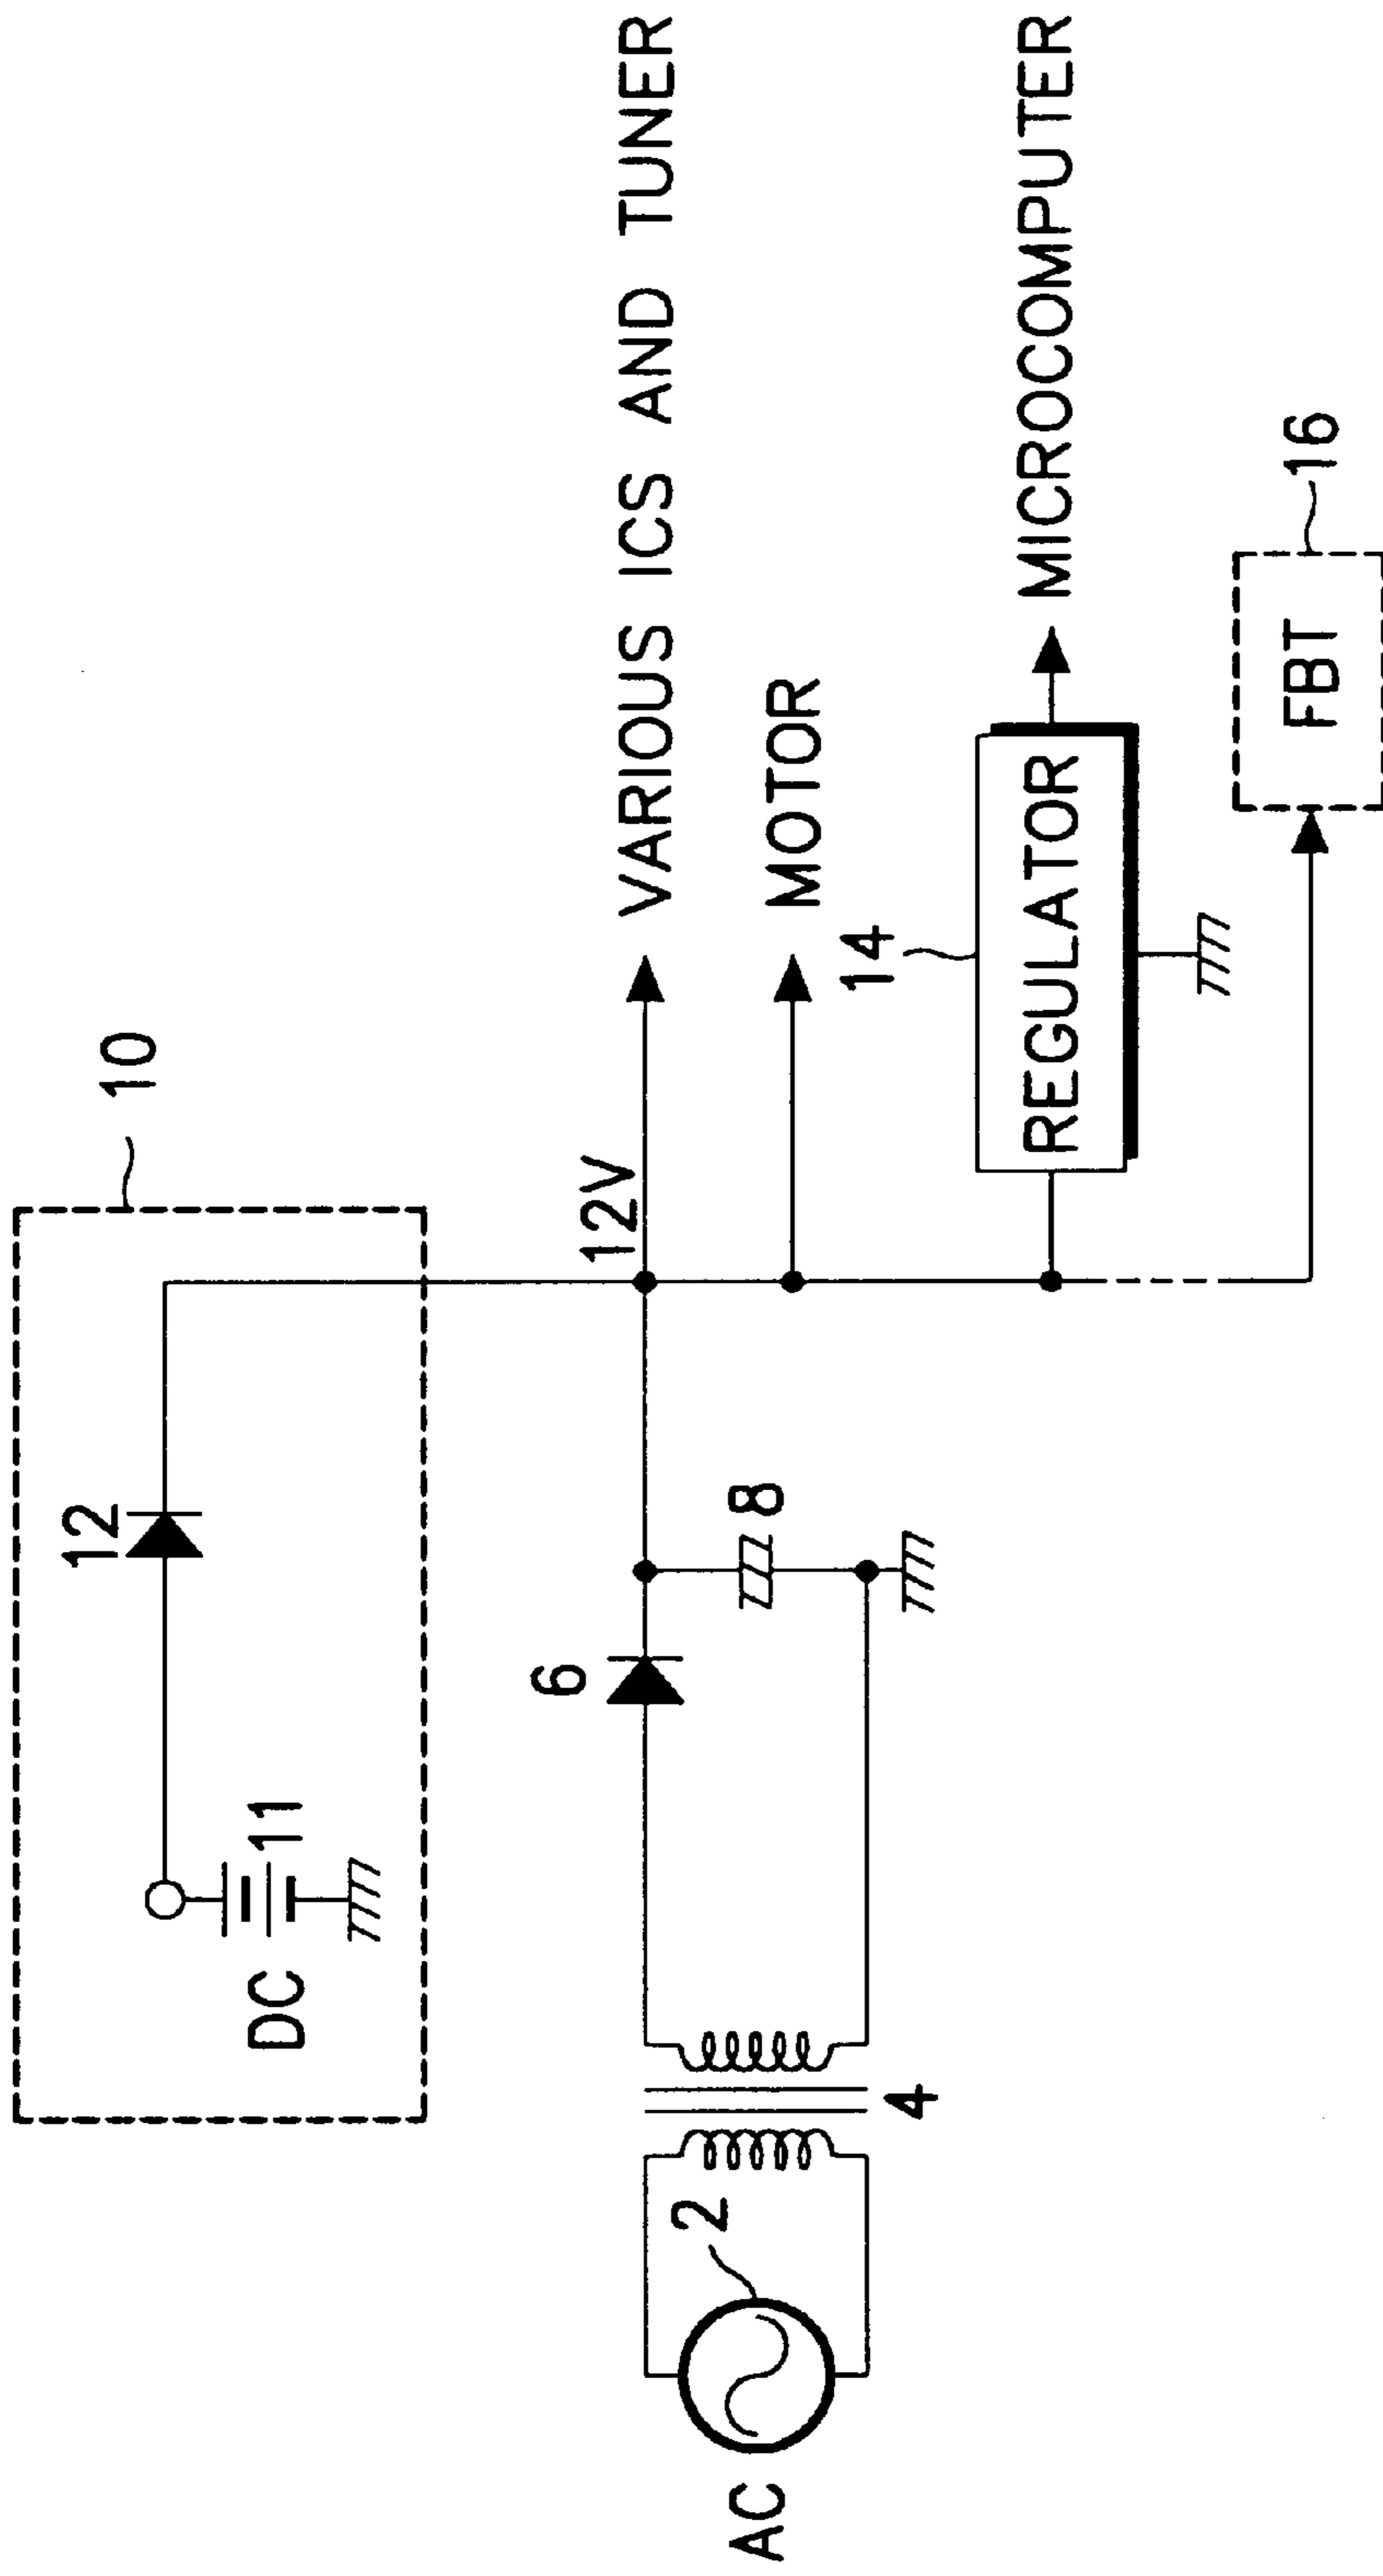 10
12
DC
11
12V
VARIOUS ICS AND TUNER
6
8
MOTOR
AC
2
4
14
REGULATOR
MICROCOMPUTER
FBT
16